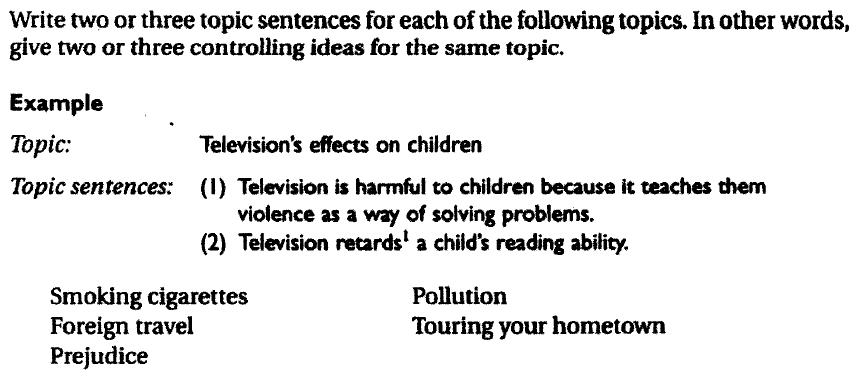 Write two or three topic sentences for each of the following topics. In other words,
give two or three controlling ideas for the same topic.
Example
Topic: Television's effects on children
Topic sentences: (1) Television is harmful to children because it teaches them
violence as a way of solving problems.
(2) Television retards¹ a child's reading ability.
Smoking cigarettes Pollution
Foreign travel Touring your hometown
Prejudice